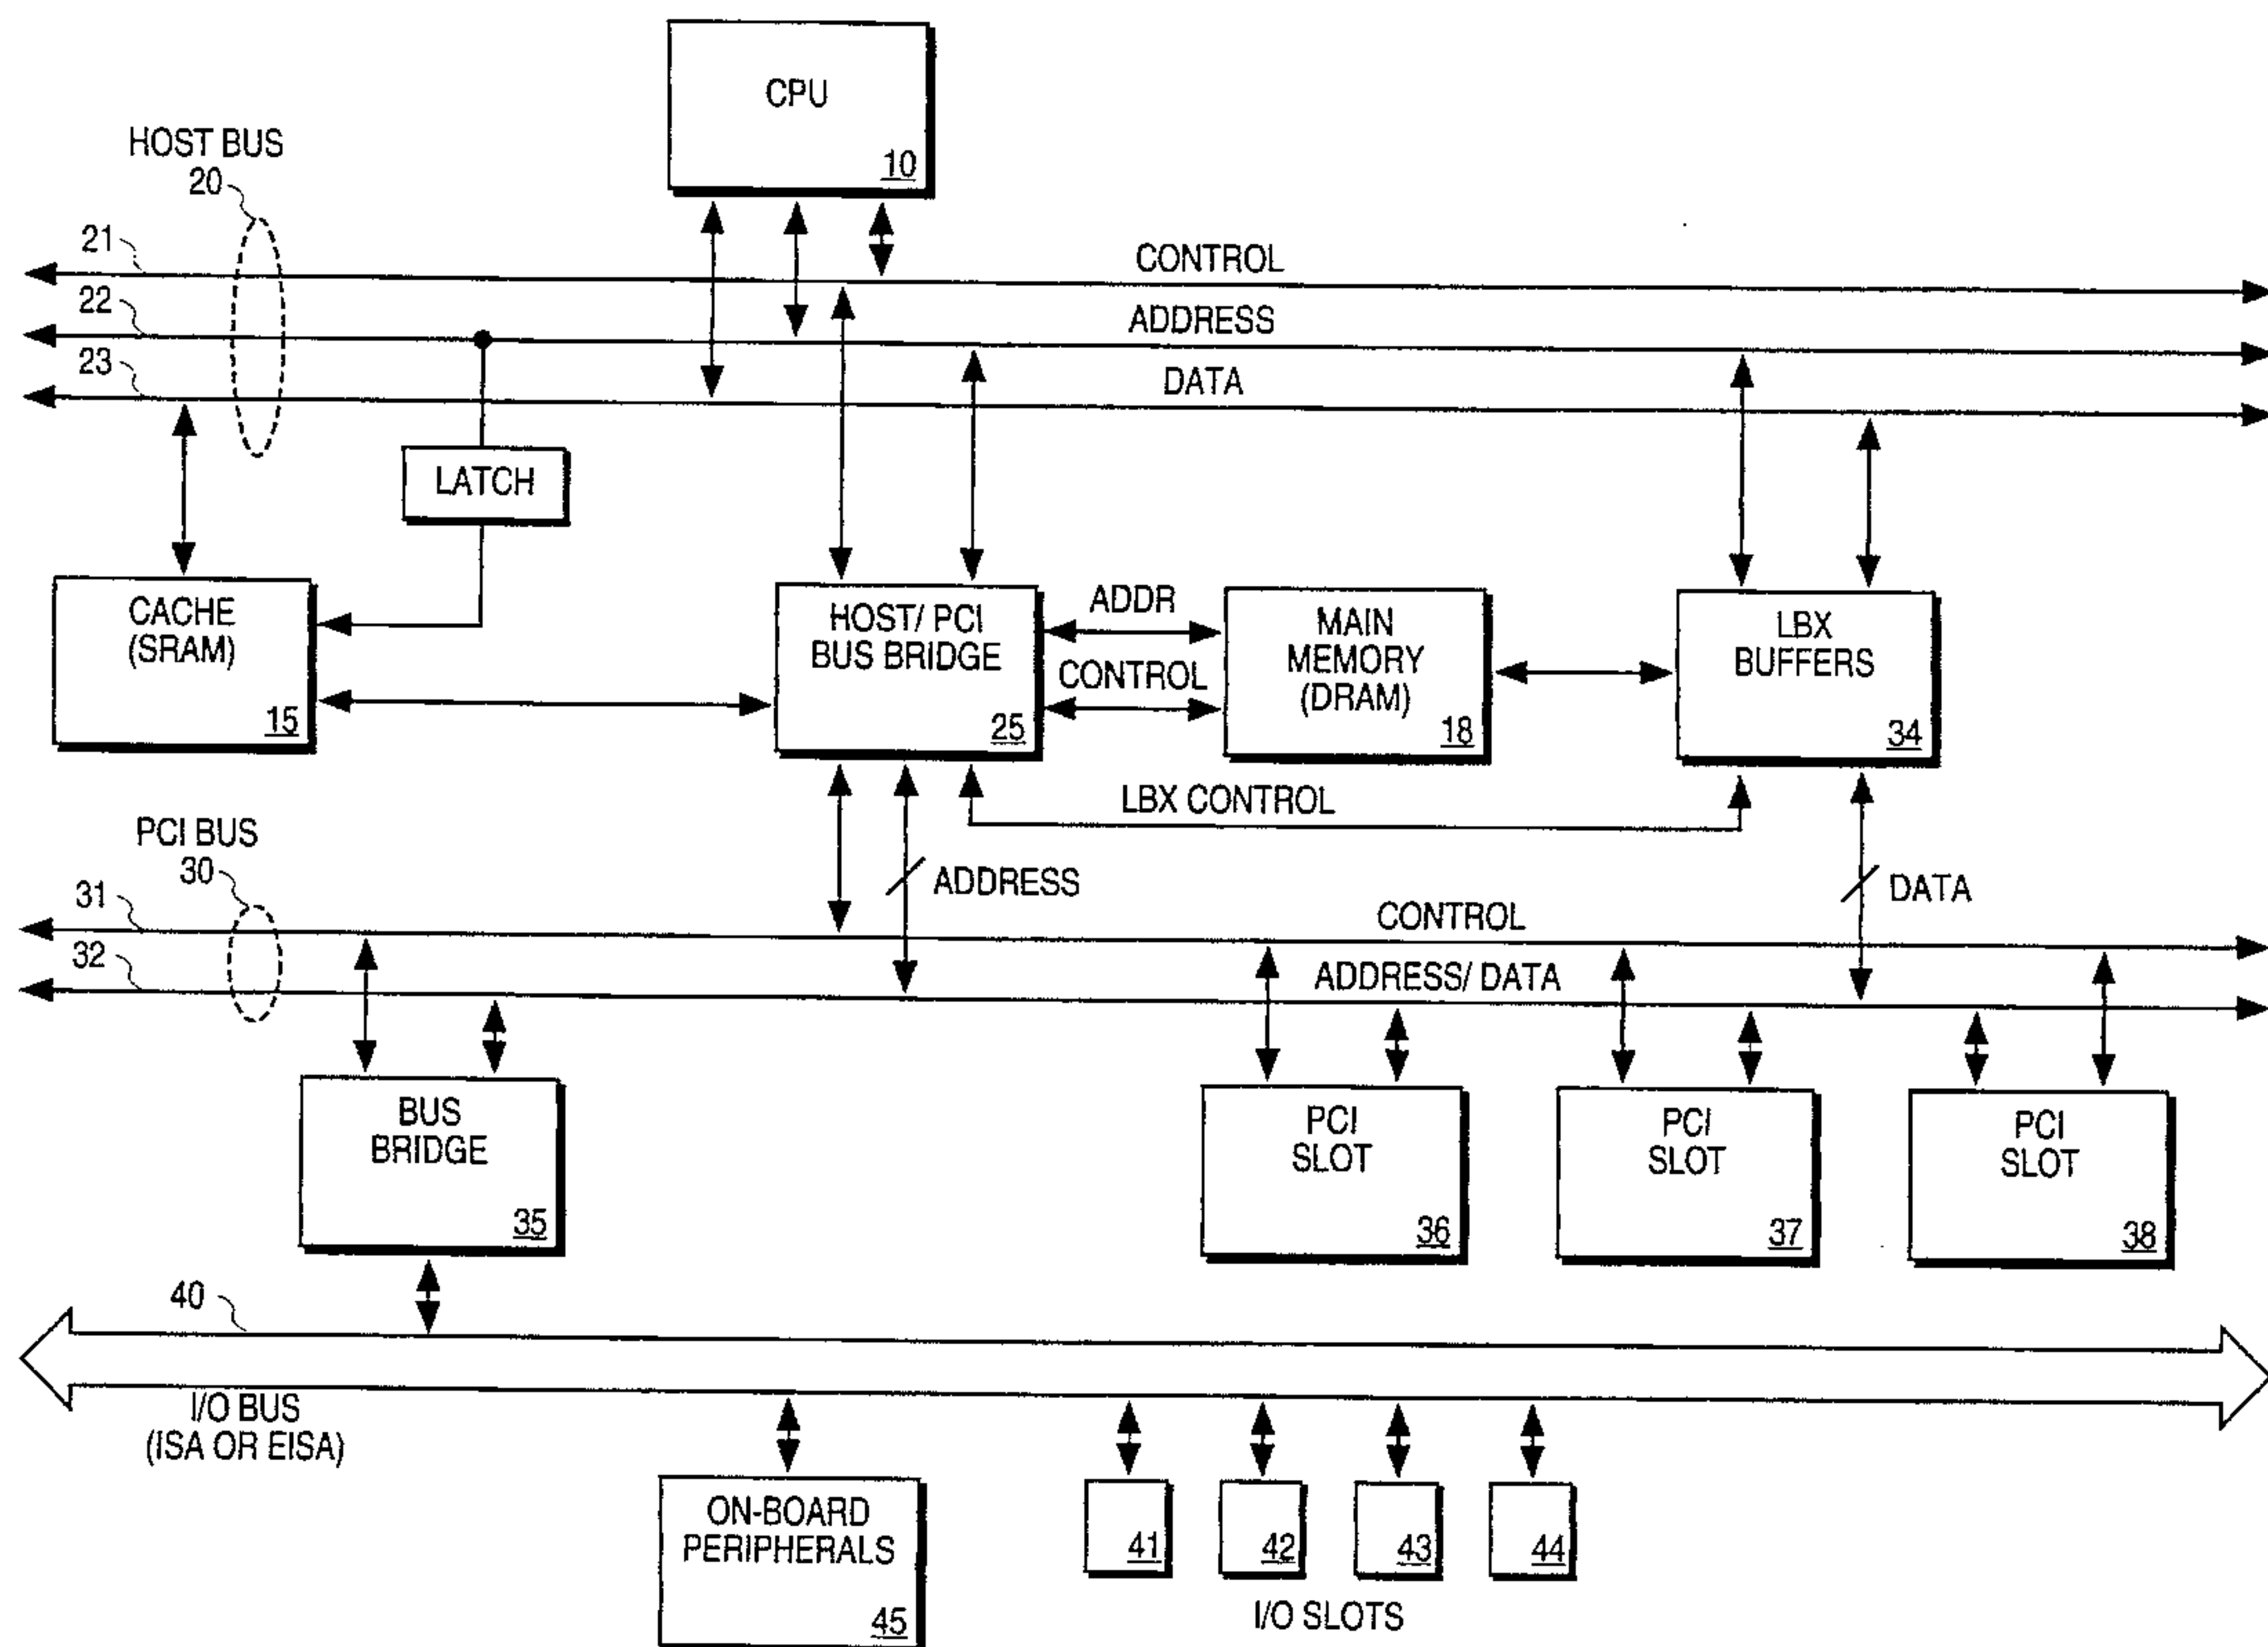 CPU
10
HOST BUS
20
21
CONTROL
22
ADDRESS
23
DATA
LATCH
CACHE
(SRAM)
15
HOST/ PCI
BUS BRIDGE
25
ADDR
CONTROL
MAIN
MEMORY
(DRAM)
18
LBX
BUFFERS
34
LBX CONTROL
PCI BUS
30
ADDRESS
DATA
31
CONTROL
32
ADDRESS/ DATA
BUS
BRIDGE
35
PCI
SLOT
36
PCI
SLOT
37
PCI
SLOT
38
40
I/O BUS
(ISA OR EISA)
ON-BOARD
PERIPHERALS
45
41
42
43
44
I/O SLOTS